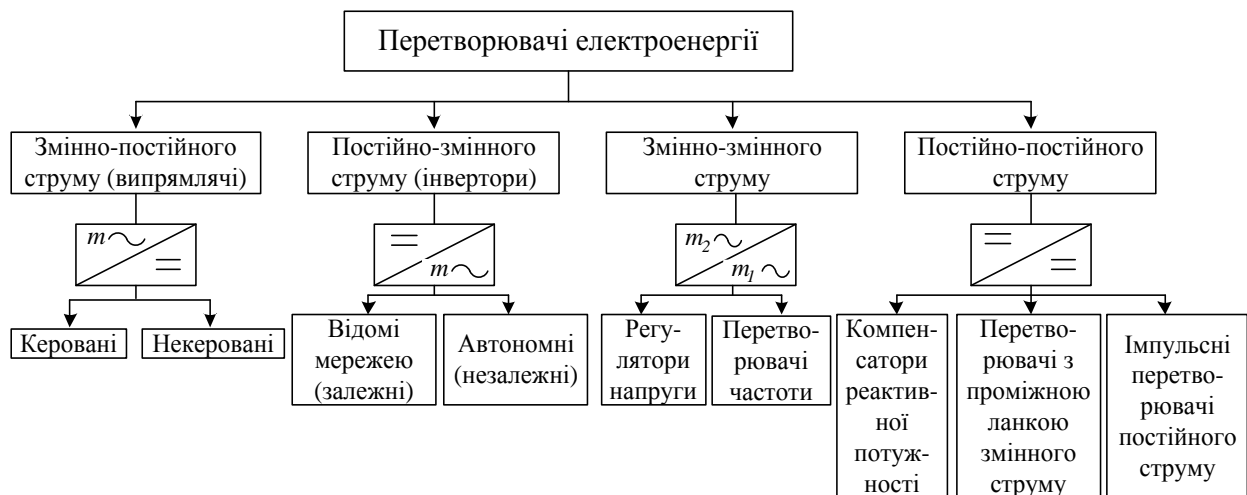 Перетворювачі електроенергії
Змінно-постійного
струму (випрямлячі)
Постійно-змінного
струму (інвертори)
Змінно-змінного
струму
Постійно-постійного
струму
m
m
m2
m1
Керовані
Некеровані
Відомі
мережею
(залежні)
Автономні
(незалежні)
Регу-
лятори
напруги
Перетво-
рювачі
частоти
Компен-
сатори
реактив-
ної
потуж-
ності
Перетво-
рювачі з
проміжною
ланкою
змінного
струму
Імпульсні
перетво-
рювачі
постійного
струму